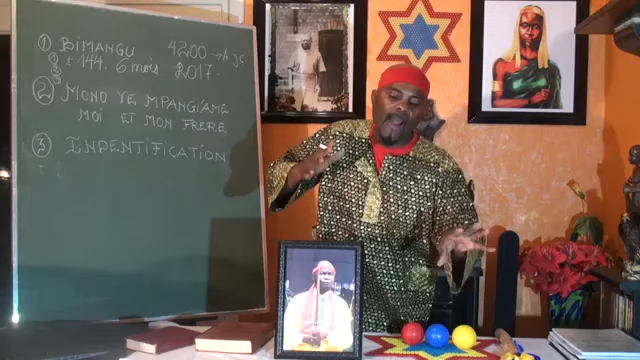 ① BIMANGU 4200 → A JC
± 144. 6 mois 2017.
② MONO YE MPANGI'AME
MOI ET MON FRERE
③ INDENTIFICATION